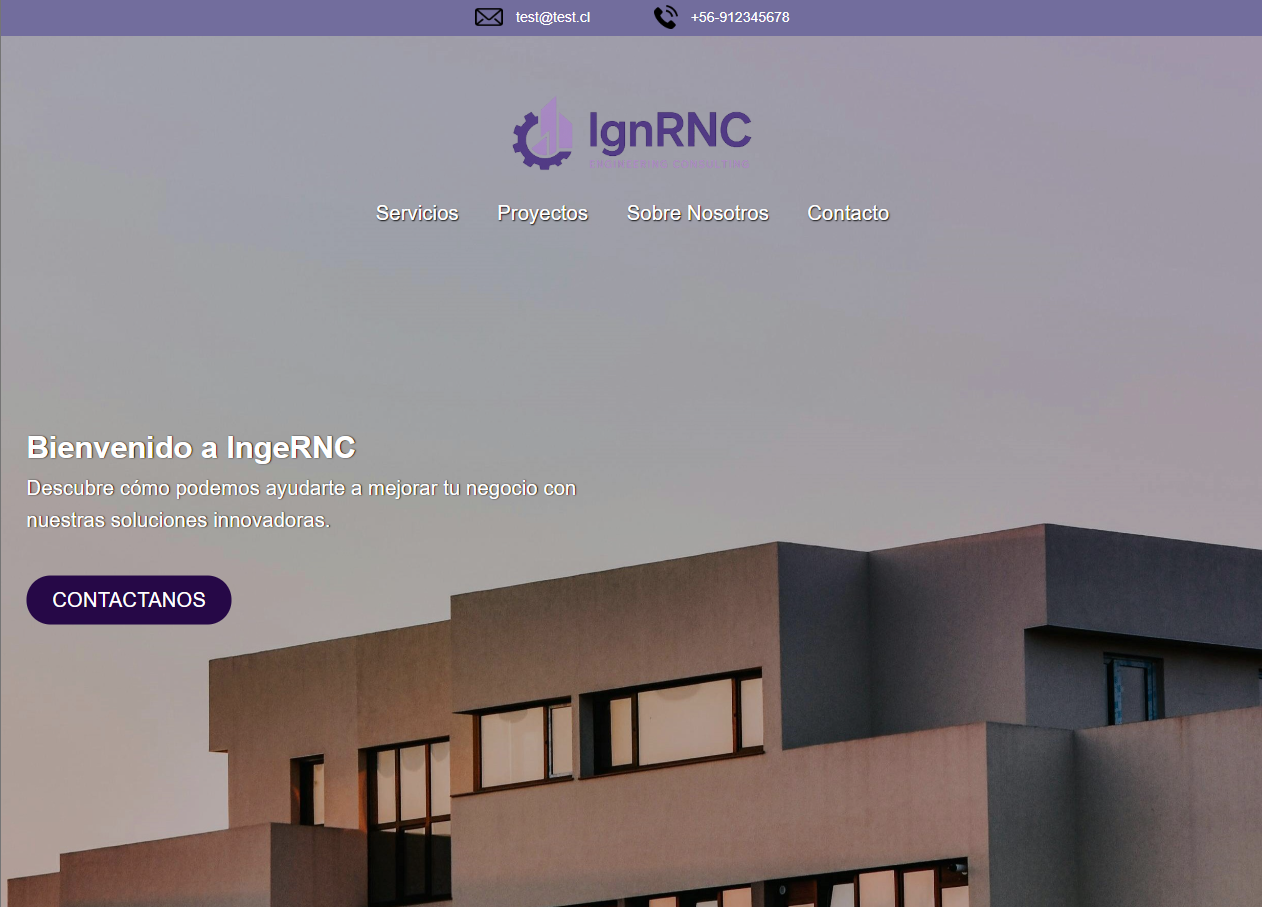 test@test.cl +56-912345678
IgnRNC
ENGINEERING CONSULTING
Servicios Proyectos Sobre Nosotros Contacto
Bienvenido a IngeRNC
Descubre cómo podemos ayudarte a mejorar tu negocio con
nuestras soluciones innovadoras.
CONTACTANOS